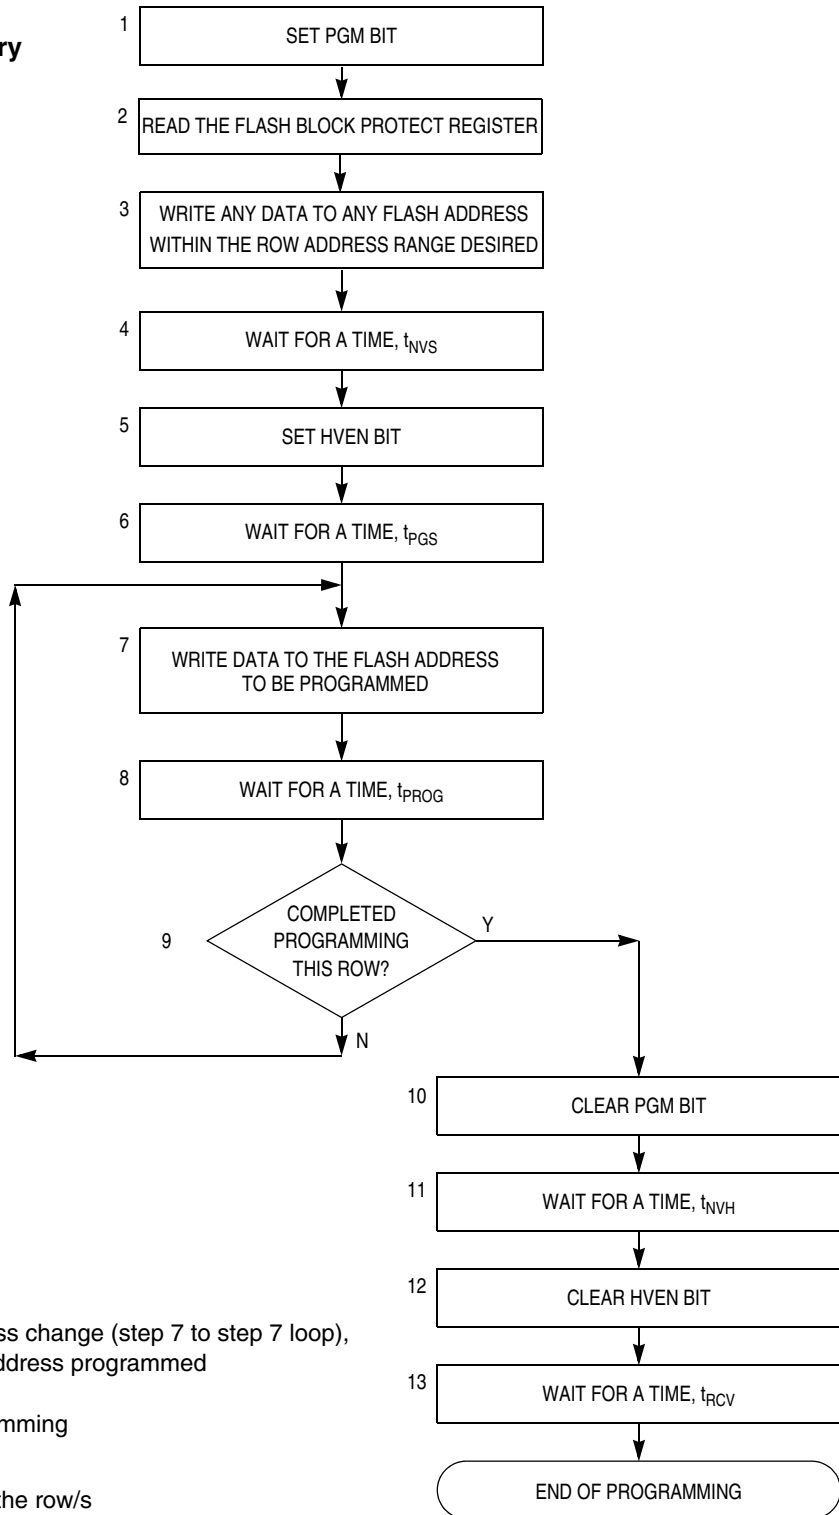 ry
1
SET PGM BIT
2
READ THE FLASH BLOCK PROTECT REGISTER
3
WRITE ANY DATA TO ANY FLASH ADDRESS
WITHIN THE ROW ADDRESS RANGE DESIRED
4
WAIT FOR A TIME, tNVS
5
SET HVEN BIT
6
WAIT FOR A TIME, tPGS
7
WRITE DATA TO THE FLASH ADDRESS
TO BE PROGRAMMED
8
WAIT FOR A TIME, tPROG
9
COMPLETED
PROGRAMMING
THIS ROW?
Y
N
10
CLEAR PGM BIT
11
WAIT FOR A TIME, tNVH
12
CLEAR HVEN BIT
13
WAIT FOR A TIME, tRCV
END OF PROGRAMMING
ss change (step 7 to step 7 loop),
ddress programmed
mming
the row/s